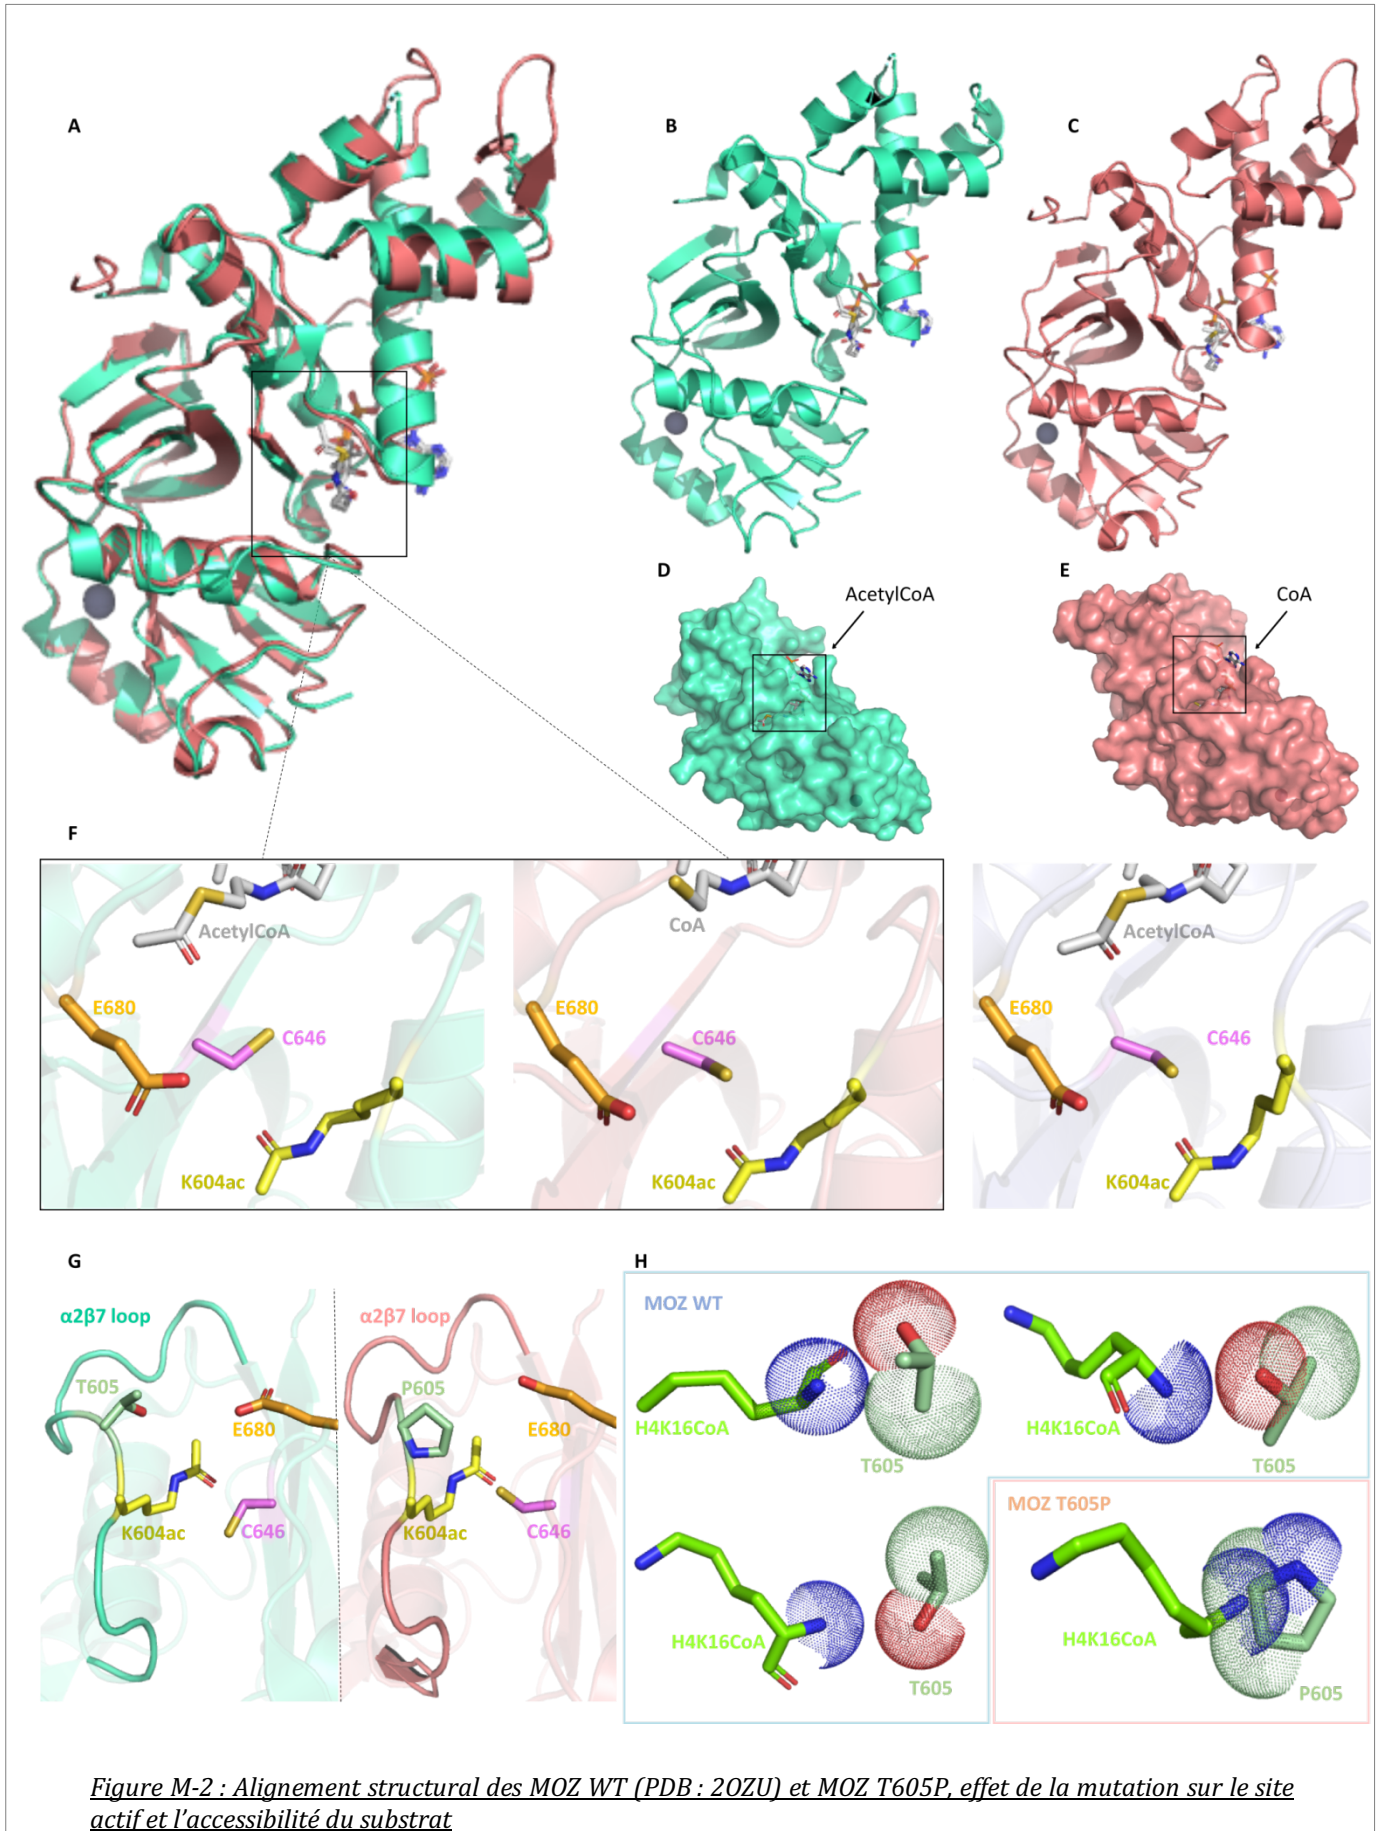 A
B
C
D
AcetylCoA
E
CoA
F
AcetylCoA
E680
C646
K604ac
CoA
E680
C646
K604ac
AcetylCoA
E680
C646
K604ac
G
α2β7 loop
T605
E680
K604ac
C646
α2β7 loop
P605
E680
K604ac
C646
H
MOZ WT
H4K16CoA
T605
H4K16CoA
T605
H4K16CoA
T605
MOZ T605P
H4K16CoA
P605
Figure M-2 : Alignement structural des MOZ WT (PDB : 2OZU) et MOZ T605P, effet de la mutation sur le site
actif et l'accessibilité du substrat